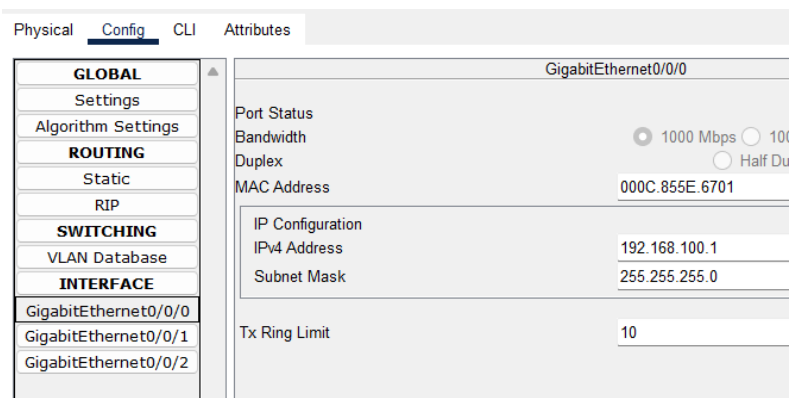 Physical Config CLI Attributes
GLOBAL
Settings
Algorithm Settings
ROUTING
Static
RIP
SWITCHING
VLAN Database
INTERFACE
GigabitEthernet0/0/0
GigabitEthernet0/0/1
GigabitEthernet0/0/2
GigabitEthernet0/0/0
Port Status
Bandwidth 1000 Mbps
Duplex Half
MAC Address 000C.855E.6701
IP Configuration
IPv4 Address 192.168.100.1
Subnet Mask 255.255.255.0
Tx Ring Limit 10